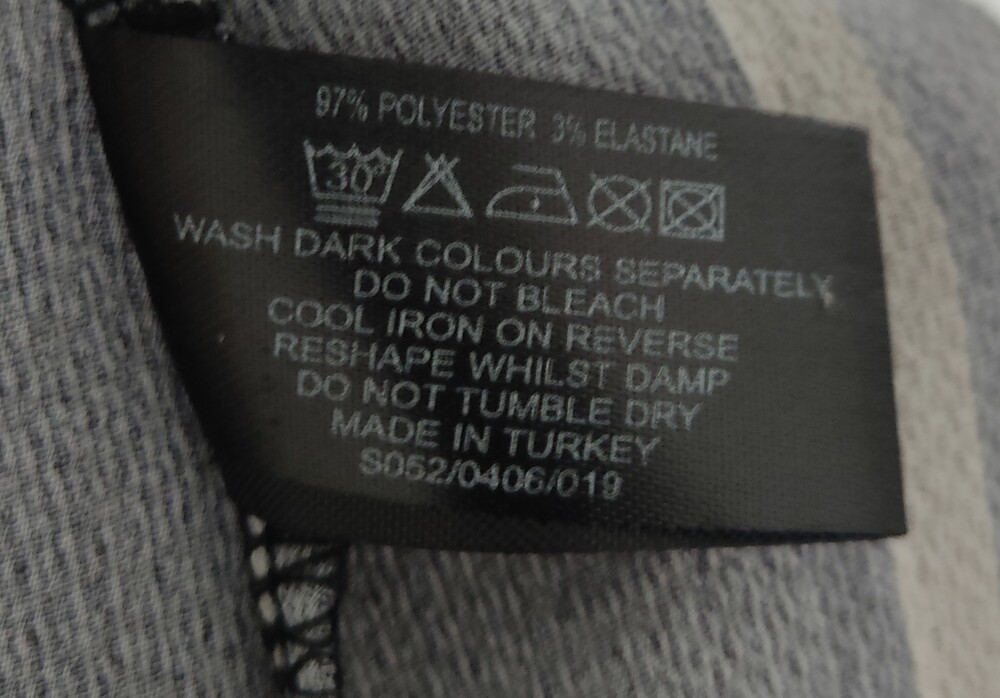 97% POLYESTER 3% ELASTANE
30°
WASH DARK COLOURS SEPARATELY
DO NOT BLEACH
COOL IRON ON REVERSE
RESHAPE WHILST DAMP
DO NOT TUMBLE DRY
MADE IN TURKEY
S052/0406/019